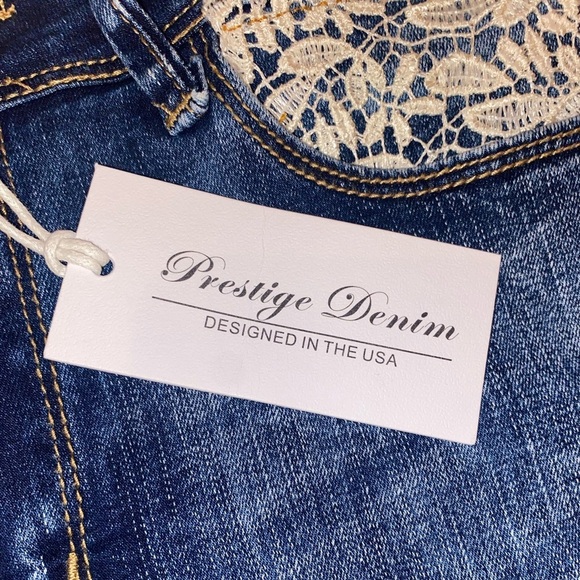 Prestige Denim
DESIGNED IN THE USA